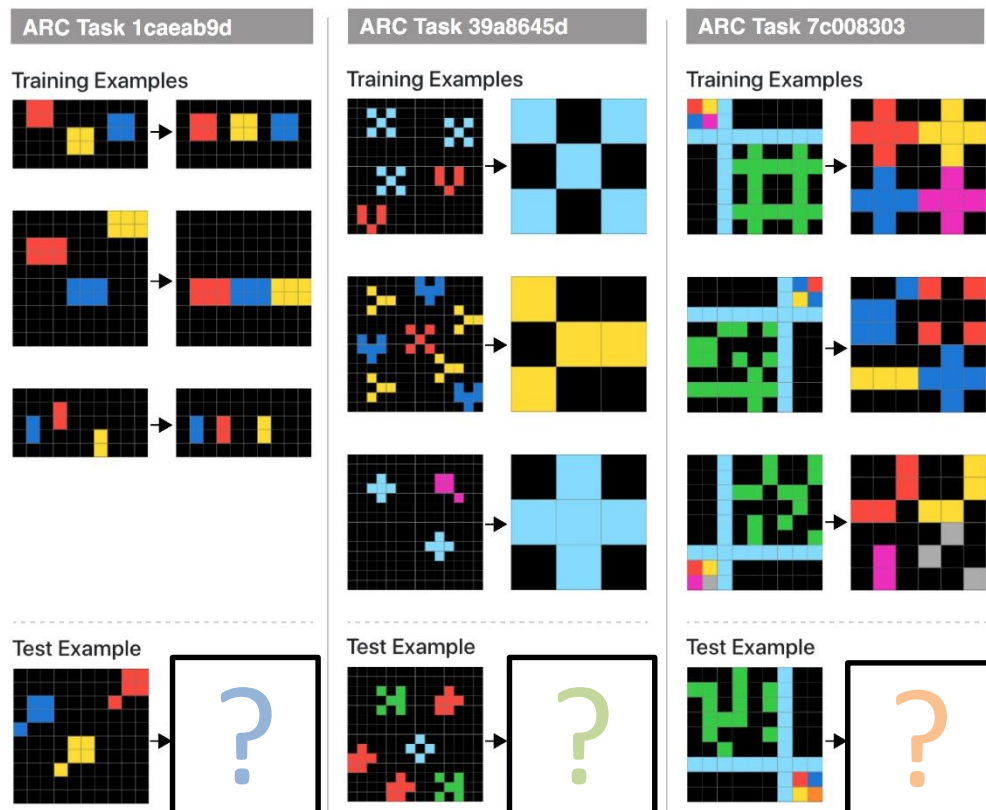 ARC Task 1caeab9d
ARC Task 39a8645d
ARC Task 7c008303
Training Examples
Training Examples
Training Examples
Test Example
Test Example
Test Example
?
?
?